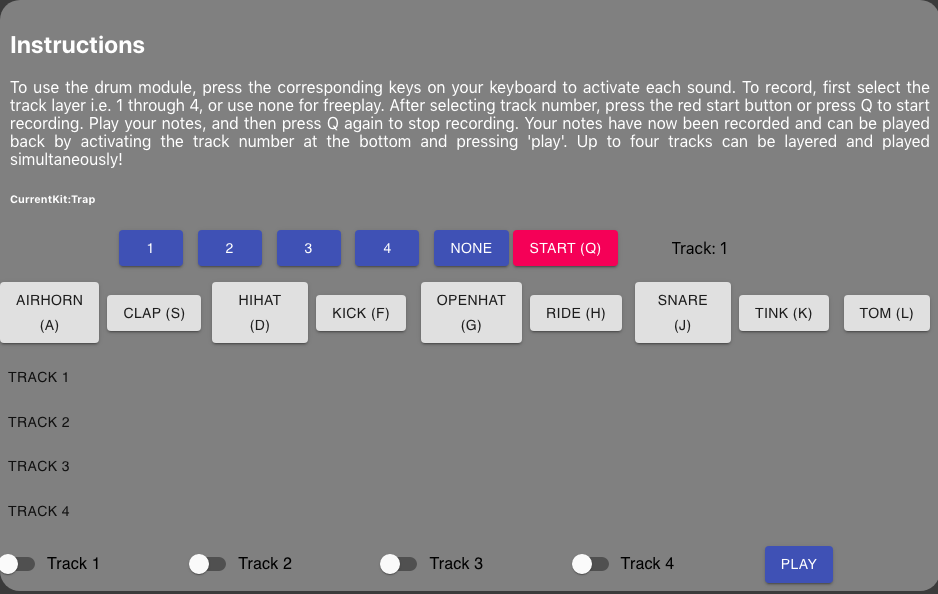 Instructions
To use the drum module, press the corresponding keys on your keyboard to activate each sound. To record, first select the
track layer i.e. 1 through 4, or use none for freeplay. After selecting track number, press the red start button or press Q to start
recording. Play your notes, and then press Q again to stop recording. Your notes have now been recorded and can be played
back by activating the track number at the bottom and pressing 'play'. Up to four tracks can be layered and played
simultaneously!
CurrentKit:Trap
1 2 3 4 NONE START (Q) Track: 1
AIRHORN (A) CLAP (S) HIHAT (D) KICK (F) OPENHAT (G) RIDE (H) SNARE (J) TINK (K) TOM (L)
TRACK 1
TRACK 2
TRACK 3
TRACK 4
Track 1 Track 2 Track 3 Track 4 PLAY